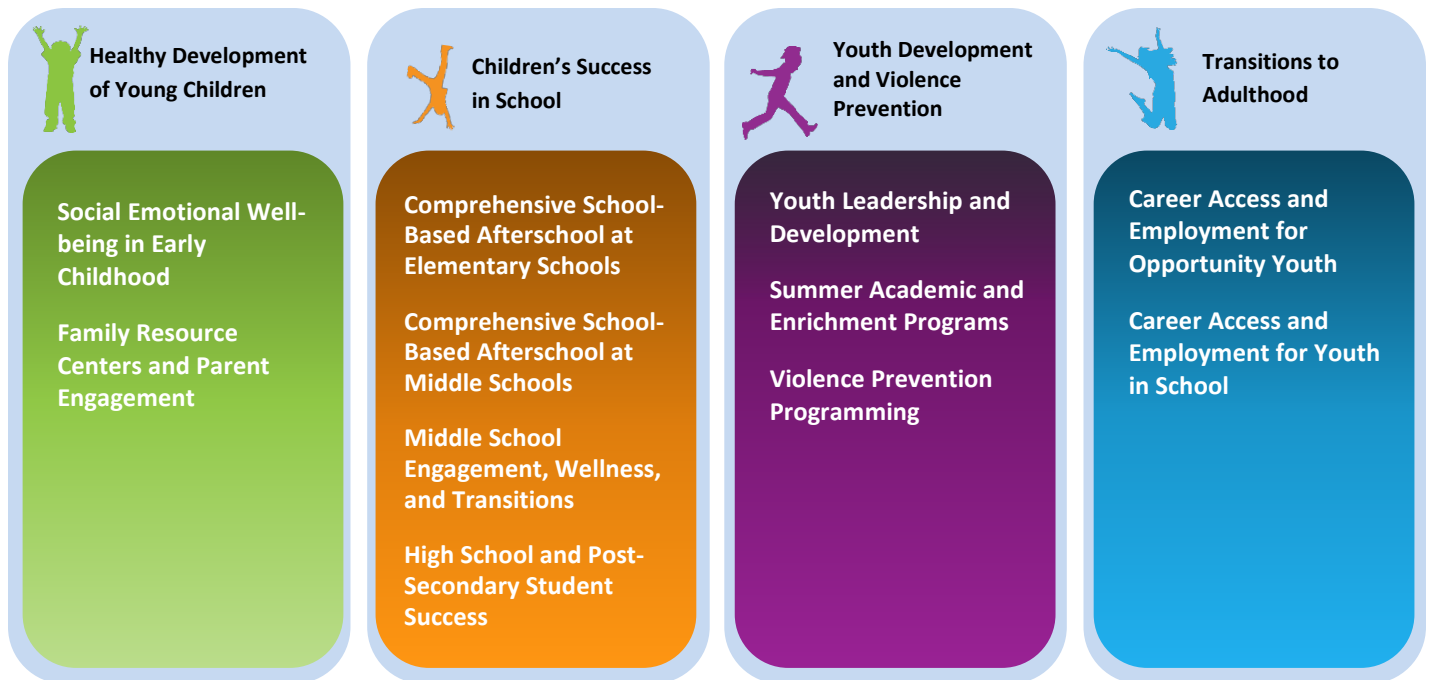 Healthy Development
of Young Children
Social Emotional Well-
being in Early
Childhood
Family Resource
Centers and Parent
Engagement
Children’s Success
in School
Comprehensive School-
Based Afterschool at
Elementary Schools
Comprehensive School-
Based Afterschool at
Middle Schools
Middle School
Engagement, Wellness,
and Transitions
High School and Post-
Secondary Student
Success
Youth Development
and Violence
Prevention
Youth Leadership and
Development
Summer Academic and
Enrichment Programs
Violence Prevention
Programming
Transitions to
Adulthood
Career Access and
Employment for
Opportunity Youth
Career Access and
Employment for Youth
in School